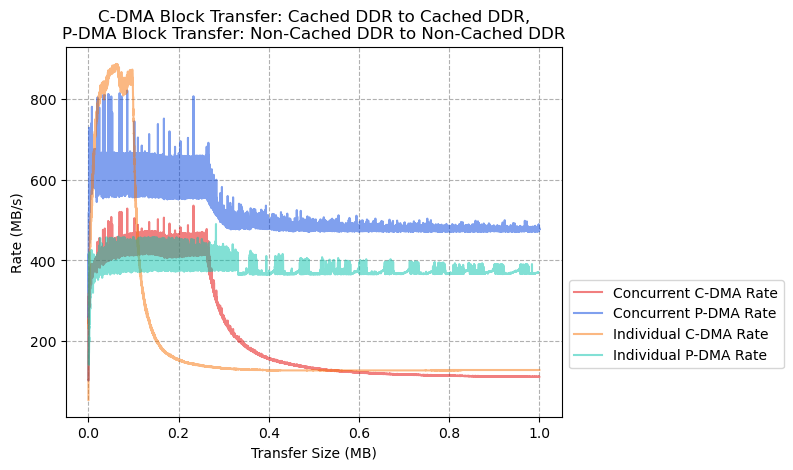 C-DMA Block Transfer: Cached DDR to Cached DDR,
P-DMA Block Transfer: Non-Cached DDR to Non-Cached DDR
Rate (MB/s)
800
600
400
200
0.0 0.2 0.4 0.6 0.8 1.0
Transfer Size (MB)
Concurrent C-DMA Rate
Concurrent P-DMA Rate
Individual C-DMA Rate
Individual P-DMA Rate